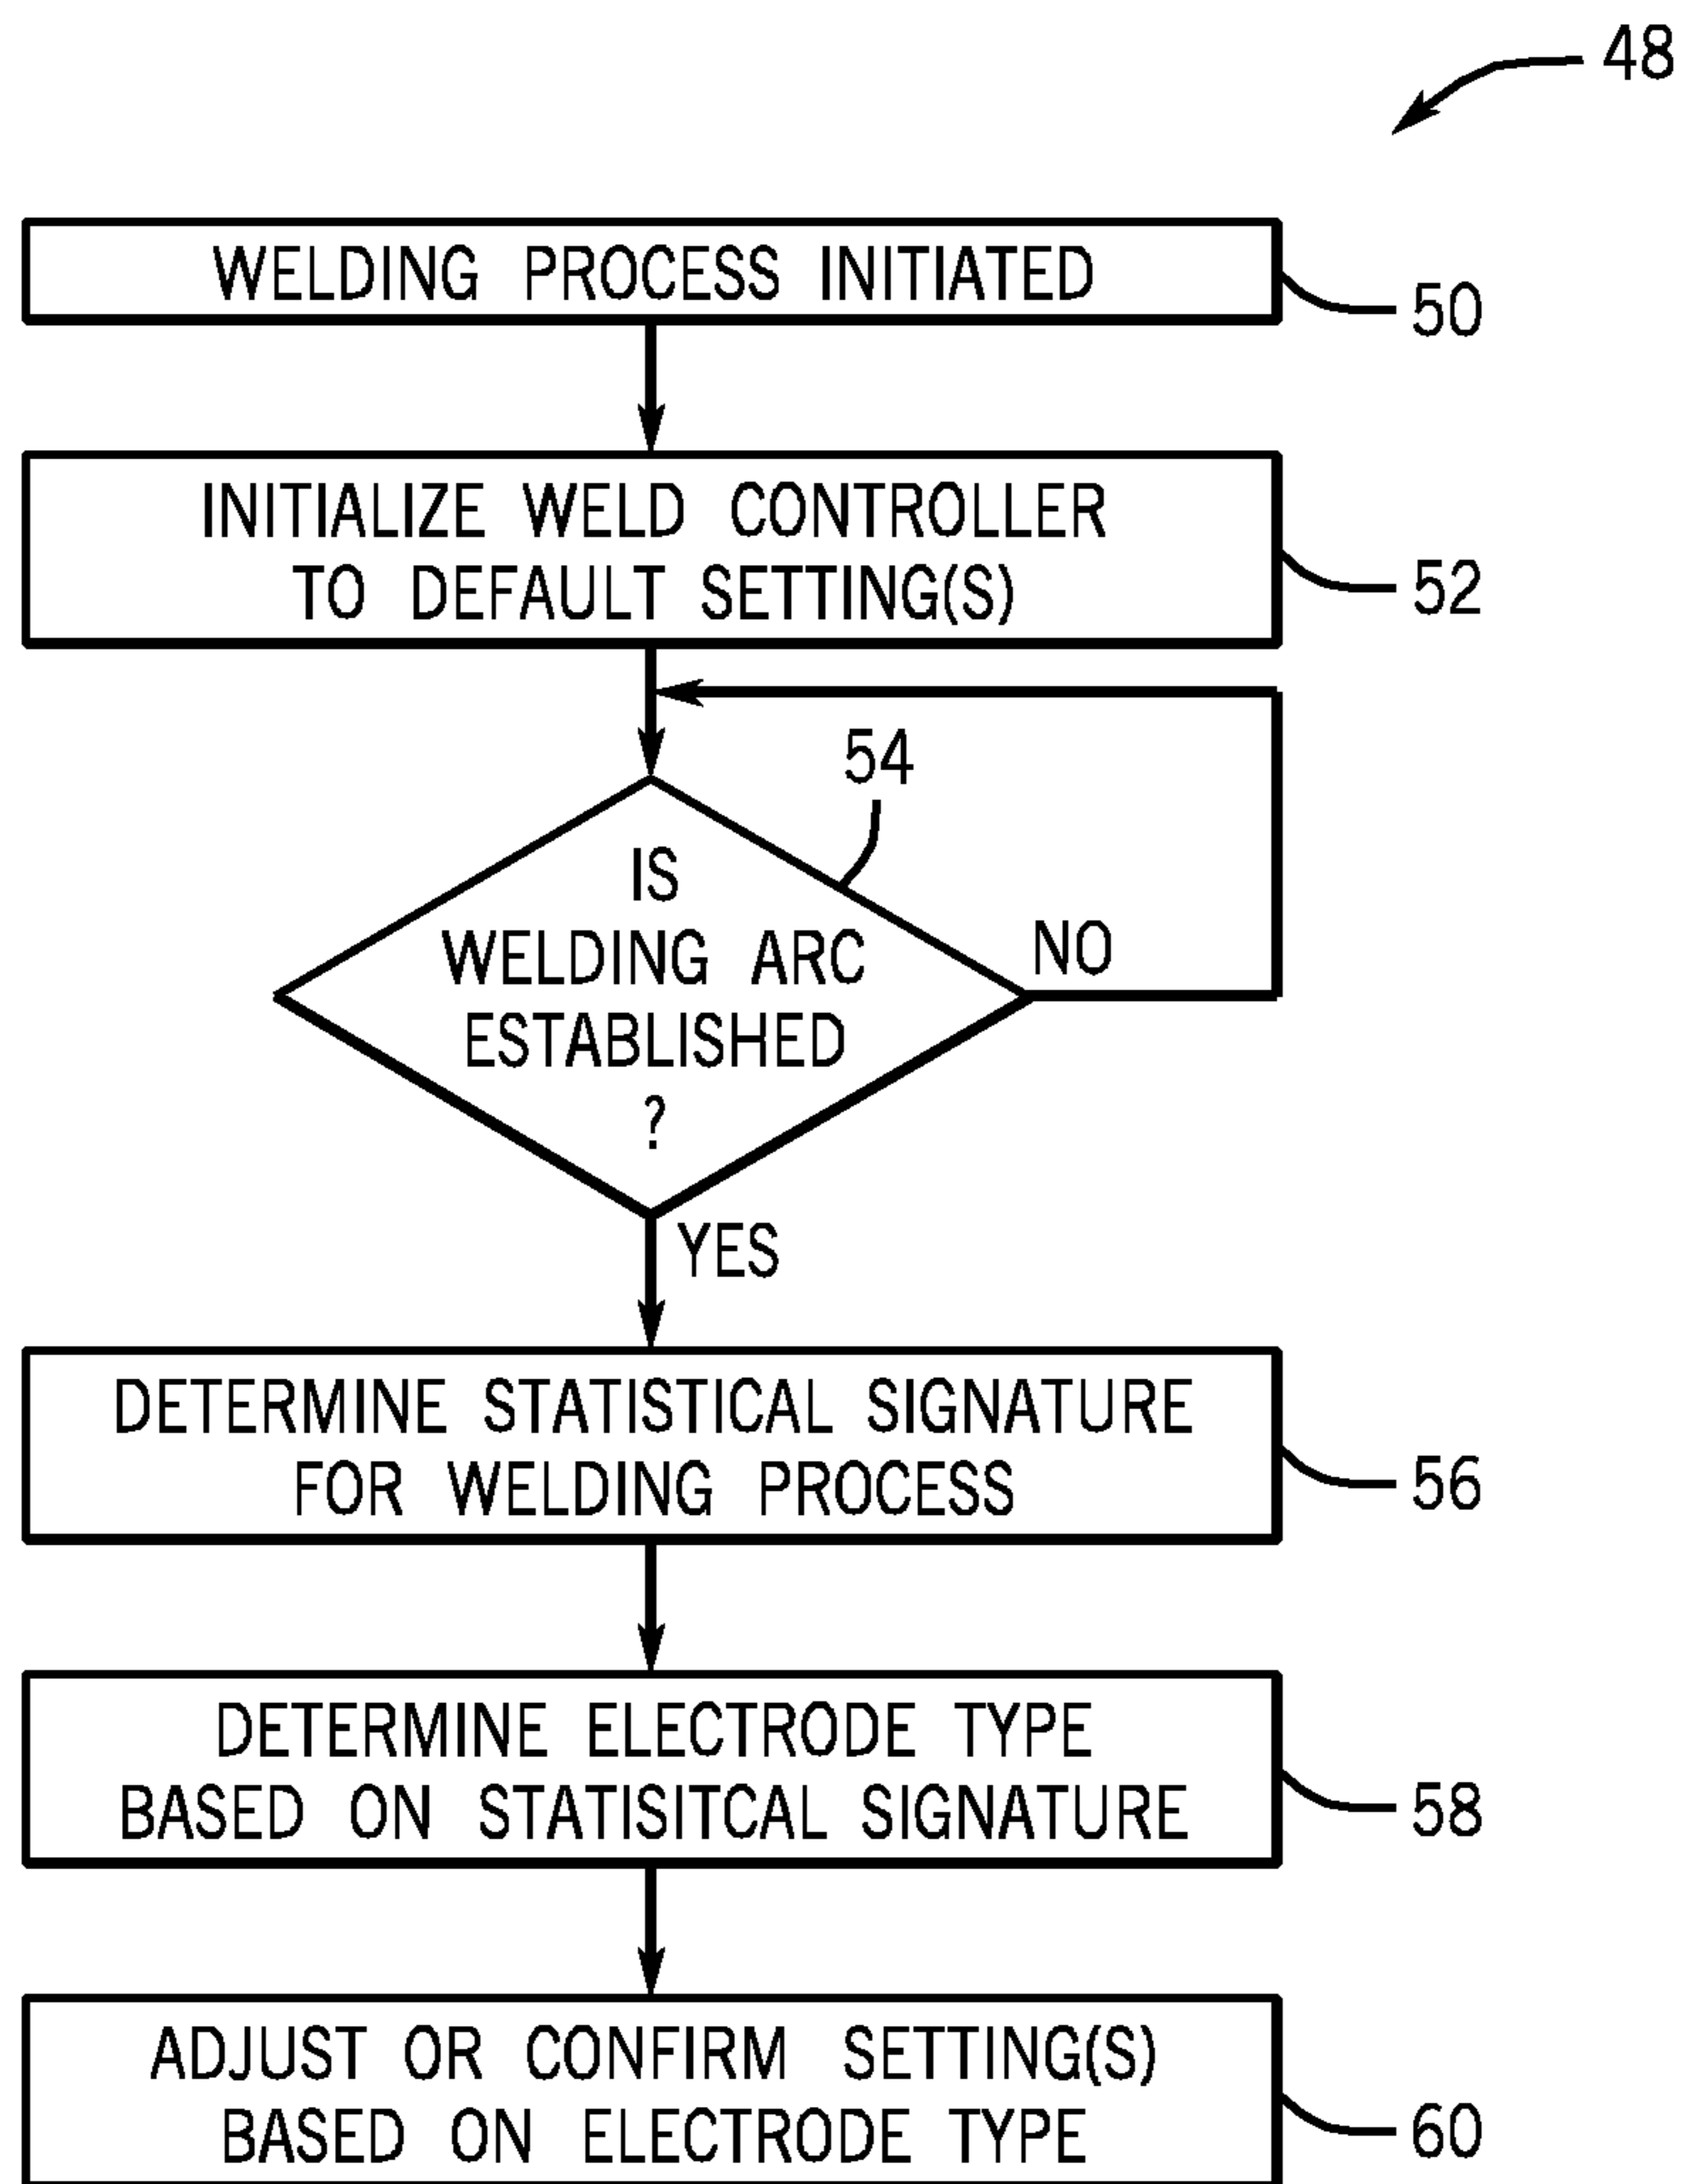 48
WELDING PROCESS INITIATED
50
INITIALIZE WELD CONTROLLER
TO DEFAULT SETTING(S)
52
54
IS
WELDING ARC
ESTABLISHED
?
NO
YES
DETERMINE STATISTICAL SIGNATURE
FOR WELDING PROCESS
56
DETERMINE ELECTRODE TYPE
BASED ON STATISITCAL SIGNATURE
58
ADJUST OR CONFIRM SETTING(S)
BASED ON ELECTRODE TYPE
60